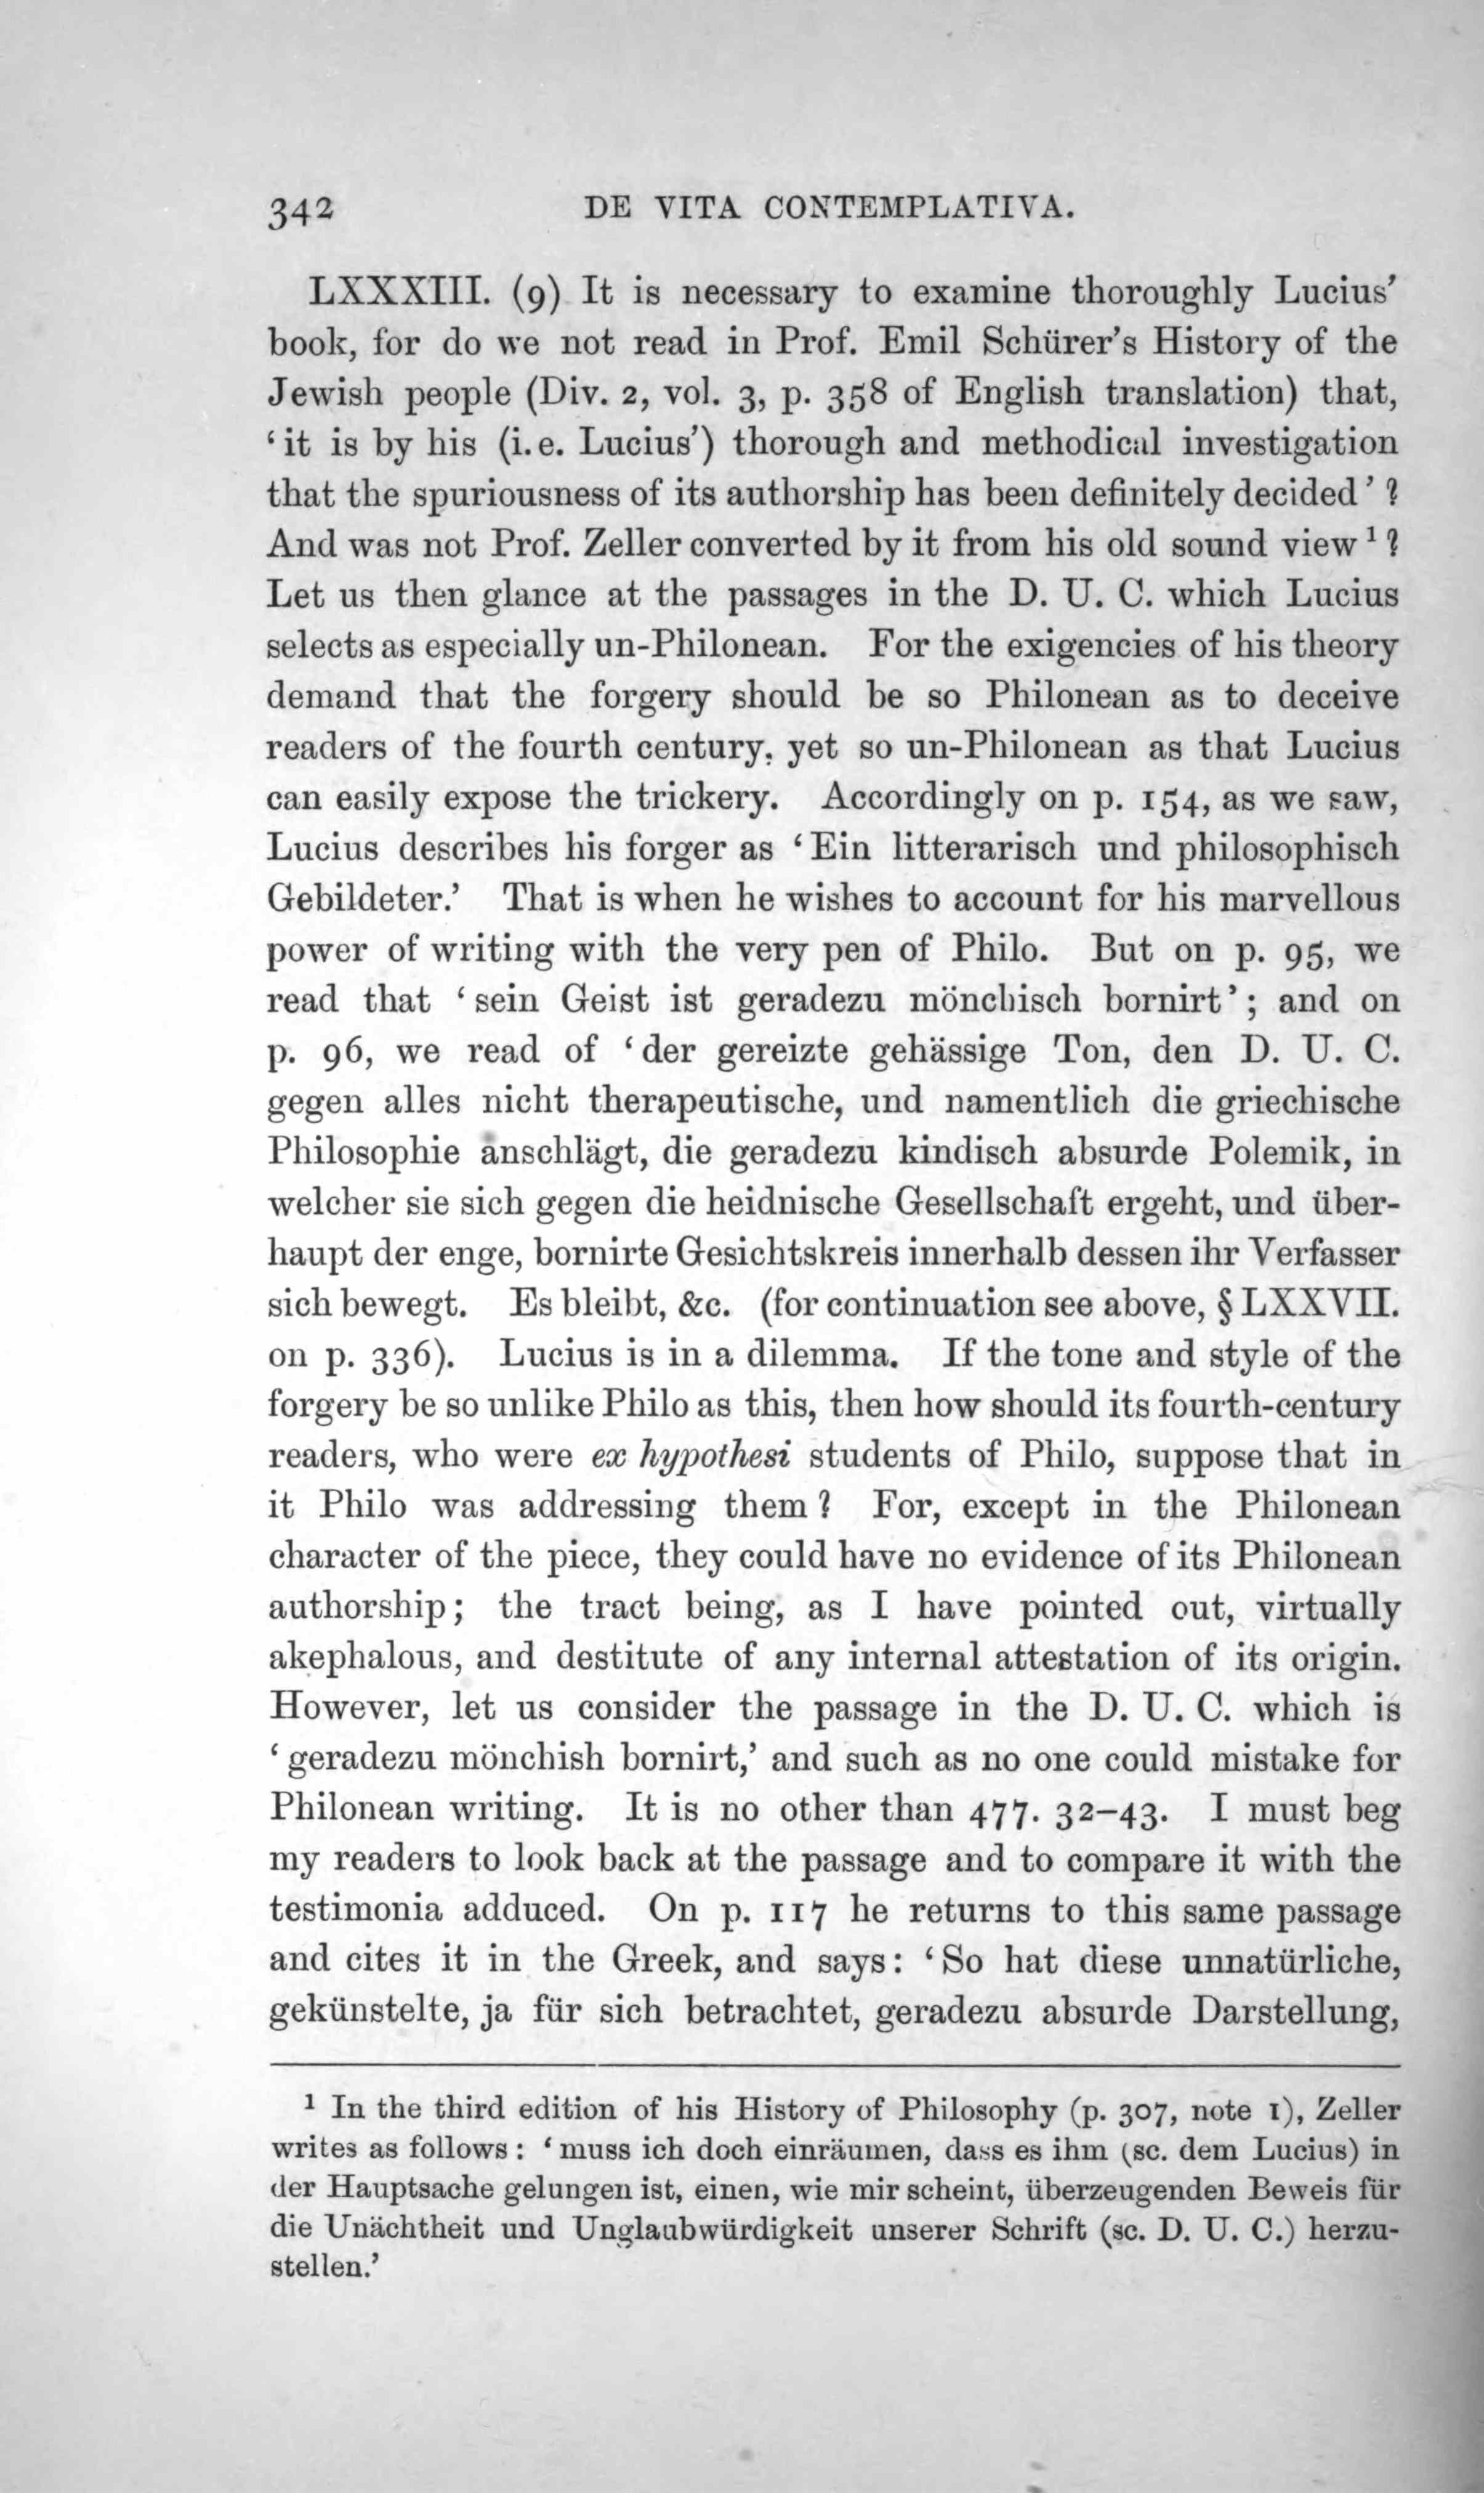 342 DE VITA CONTEMPLATIVA.
LXXXIII. (9) It is necessary to examine thoroughly Lucius'
book, for do we not read in Prof. Emil Schürer's History of the
Jewish people (Div. 2, vol. 3, p. 358 of English translation) that,
‘it is by his (i. e. Lucius') thorough and methodical investigation
that the spuriousness of its authorship has been definitely decided’?
And was not Prof. Zeller converted by it from his old sound view ¹?
Let us then glance at the passages in the D. U. C. which Lucius
selects as especially un-Philonean. For the exigencies of his theory
demand that the forgery should be so Philonean as to deceive
readers of the fourth century, yet so un-Philonean as that Lucius
can easily expose the trickery. Accordingly on p. 154, as we saw,
Lucius describes his forger as ‘Ein litterarisch und philosophisch
Gebildeter.’ That is when he wishes to account for his marvellous
power of writing with the very pen of Philo. But on p. 95, we
read that ‘sein Geist ist geradezu mönchisch bornirt’; and on
p. 96, we read of ‘der gereizte gehässige Ton, den D. U. C.
gegen alles nicht therapeutische, und namentlich die griechische
Philosophie anschlägt, die geradezu kindisch absurde Polemik, in
welcher sie sich gegen die heidnische Gesellschaft ergeht, und über-
haupt der enge, bornirte Gesichtskreis innerhalb dessen ihr Verfasser
sich bewegt. Es bleibt, &c. (for continuation see above, § LXXVII.
on p. 336). Lucius is in a dilemma. If the tone and style of the
forgery be so unlike Philo as this, then how should its fourth-century
readers, who were ex hypothesi students of Philo, suppose that in
it Philo was addressing them? For, except in the Philonean
character of the piece, they could have no evidence of its Philonean
authorship; the tract being, as I have pointed out, virtually
akephalous, and destitute of any internal attestation of its origin.
However, let us consider the passage in the D. U. C. which is
‘geradezu mönchish bornirt,’ and such as no one could mistake for
Philonean writing. It is no other than 477. 32–43. I must beg
my readers to look back at the passage and to compare it with the
testimonia adduced. On p. 117 he returns to this same passage
and cites it in the Greek, and says: ‘So hat diese unnatürliche,
gekünstelte, ja für sich betrachtet, geradezu absurde Darstellung,
¹ In the third edition of his History of Philosophy (p. 307, note 1), Zeller
writes as follows: ‘muss ich doch einräumen, dass es ihm (sc. dem Lucius) in
der Hauptsache gelungen ist, einen, wie mir scheint, überzeugenden Beweis für
die Unächtheit und Unglaubwürdigkeit unserer Schrift (sc. D. U. C.) herzu-
stellen.’